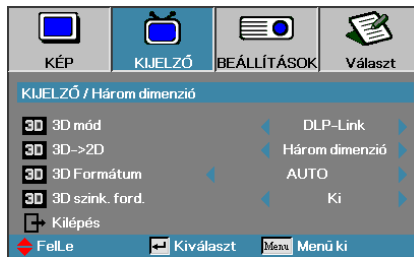 KÉP KIJELZŐ BEÁLLÍTÁSOK Választ
KIJELZŐ / Három dimenzió
3D 3D mód DLP-Link
3D 3D->2D Három dimenzió
3D 3D Formátum AUTO
3D 3D szink. ford. Ki
Kilépés
FelLe Kiválaszt Menu Menü ki